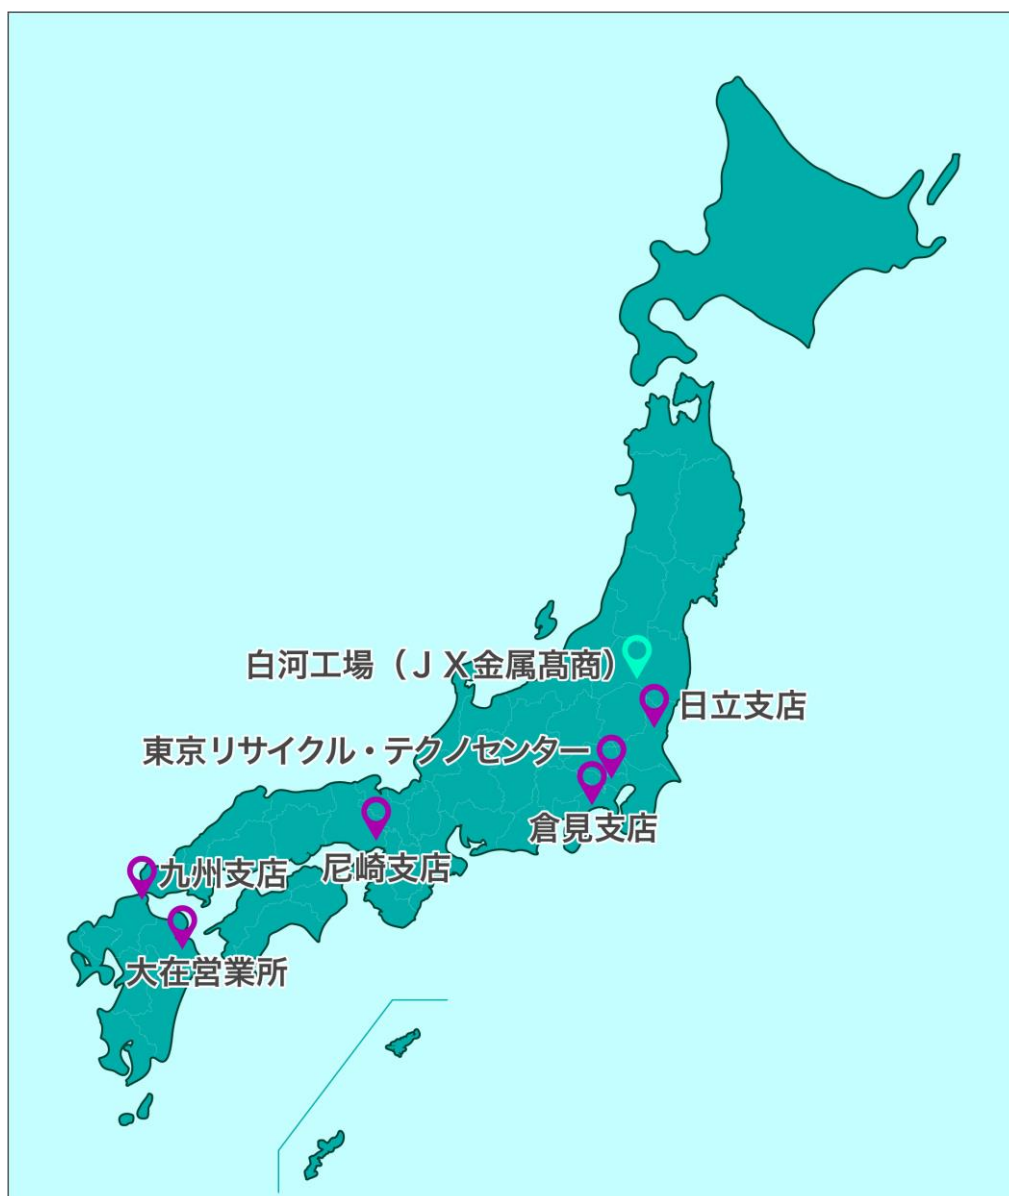 白河工場（ＪＸ金属髙商）
日立支店
東京リサイクル・テクノセンター
倉見支店
尼崎支店
九州支店
大在営業所